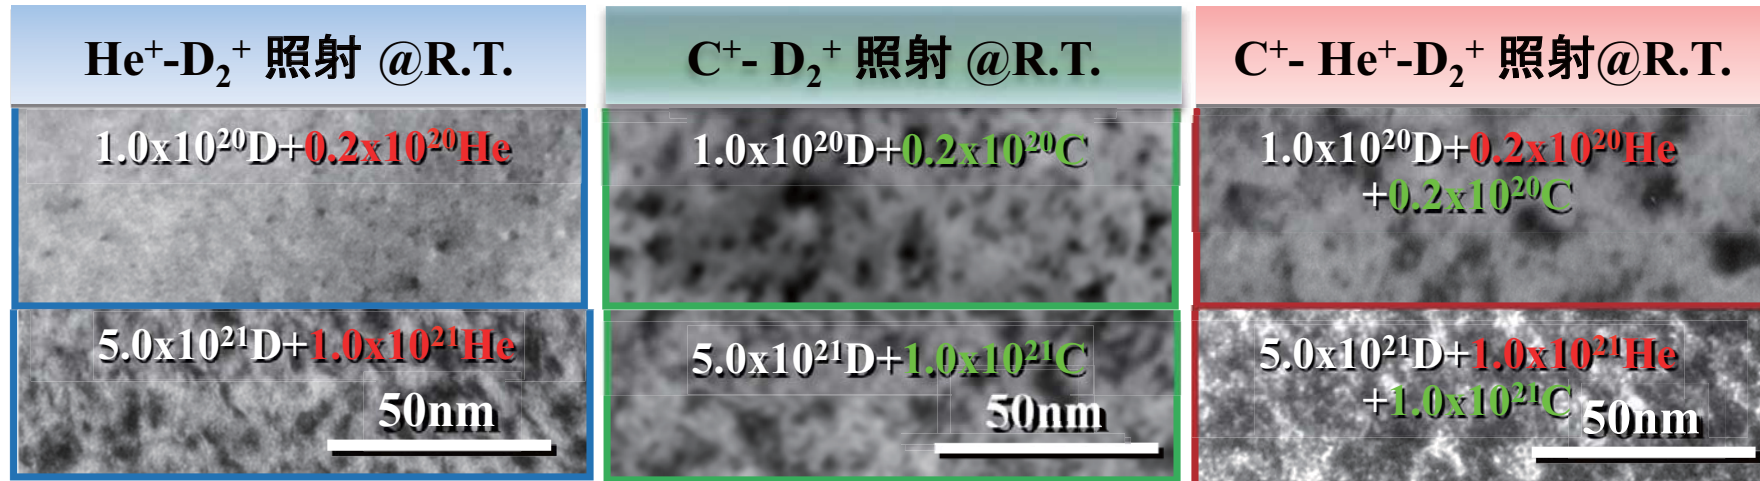 He⁺-D₂⁺ 照射 @R.T.
1.0x10²⁰D+0.2x10²⁰He
5.0x10²¹D+1.0x10²¹He
50nm
C⁺- D₂⁺ 照射 @R.T.
1.0x10²⁰D+0.2x10²⁰C
5.0x10²¹D+1.0x10²¹C
50nm
C⁺- He⁺-D₂⁺ 照射@R.T.
1.0x10²⁰D+0.2x10²⁰He
+0.2x10²⁰C
5.0x10²¹D+1.0x10²¹He
+1.0x10²¹C
50nm